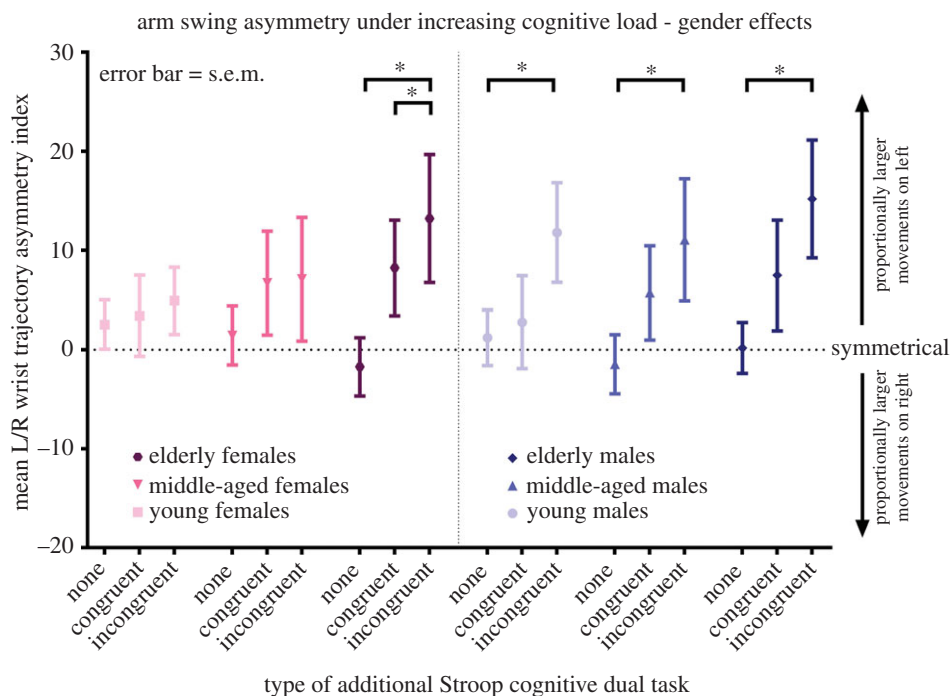 arm swing asymmetry under increasing cognitive load - gender effects
mean L/R wrist trajectory asymmetry index
30
20
10
0
–10
–20
error bar = s.e.m.
*
*
*
*
*
elderly females
middle-aged females
young females
elderly males
middle-aged males
young males
proportionally larger
movements on left
symmetrical
proportionally larger
movements on right
none
congruent
incongruent
none
congruent
incongruent
none
congruent
incongruent
none
congruent
incongruent
none
congruent
incongruent
none
congruent
incongruent
type of additional Stroop cognitive dual task